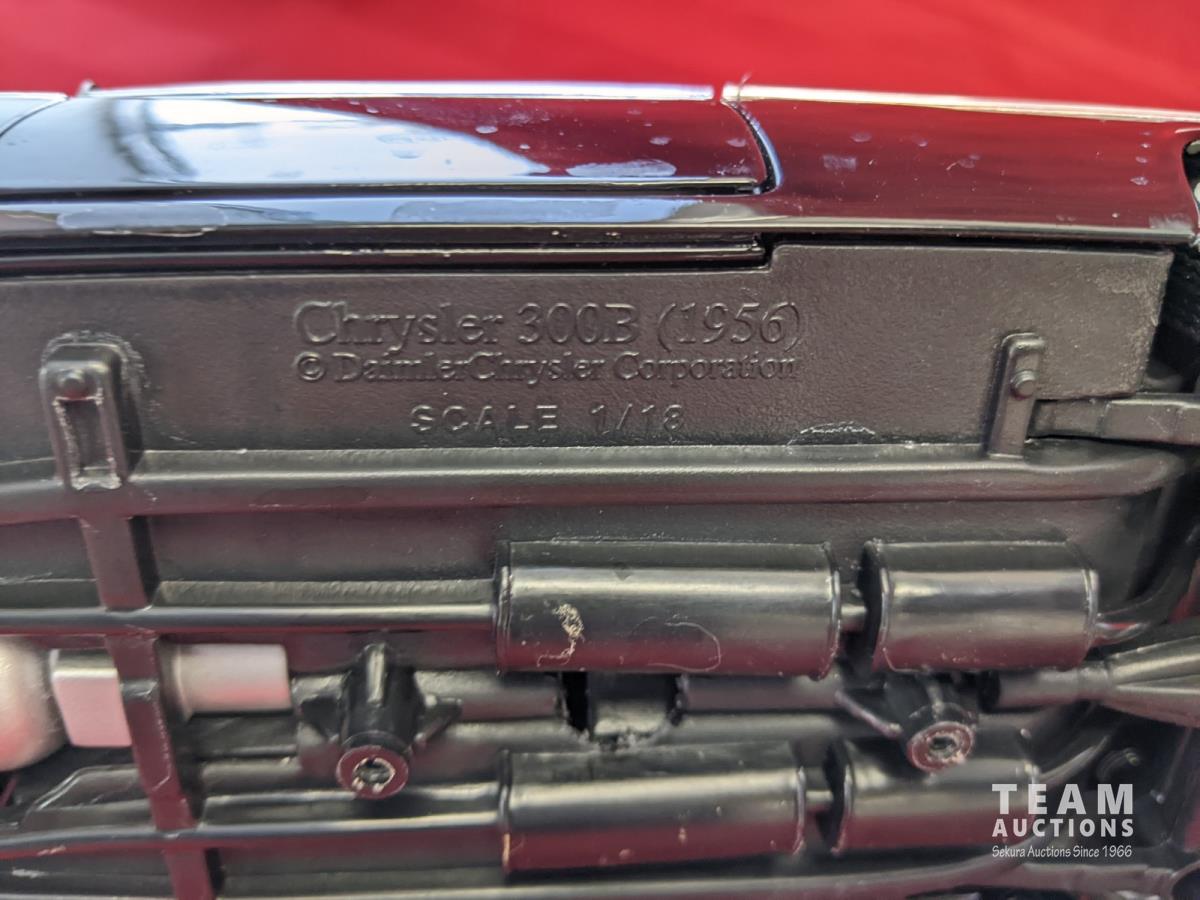 Chrysler 300B (1956)
© DaimlerChrysler Corporation
SCALE 1/18
TEAM
AUCTIONS
Sekura Auctions Since 1966